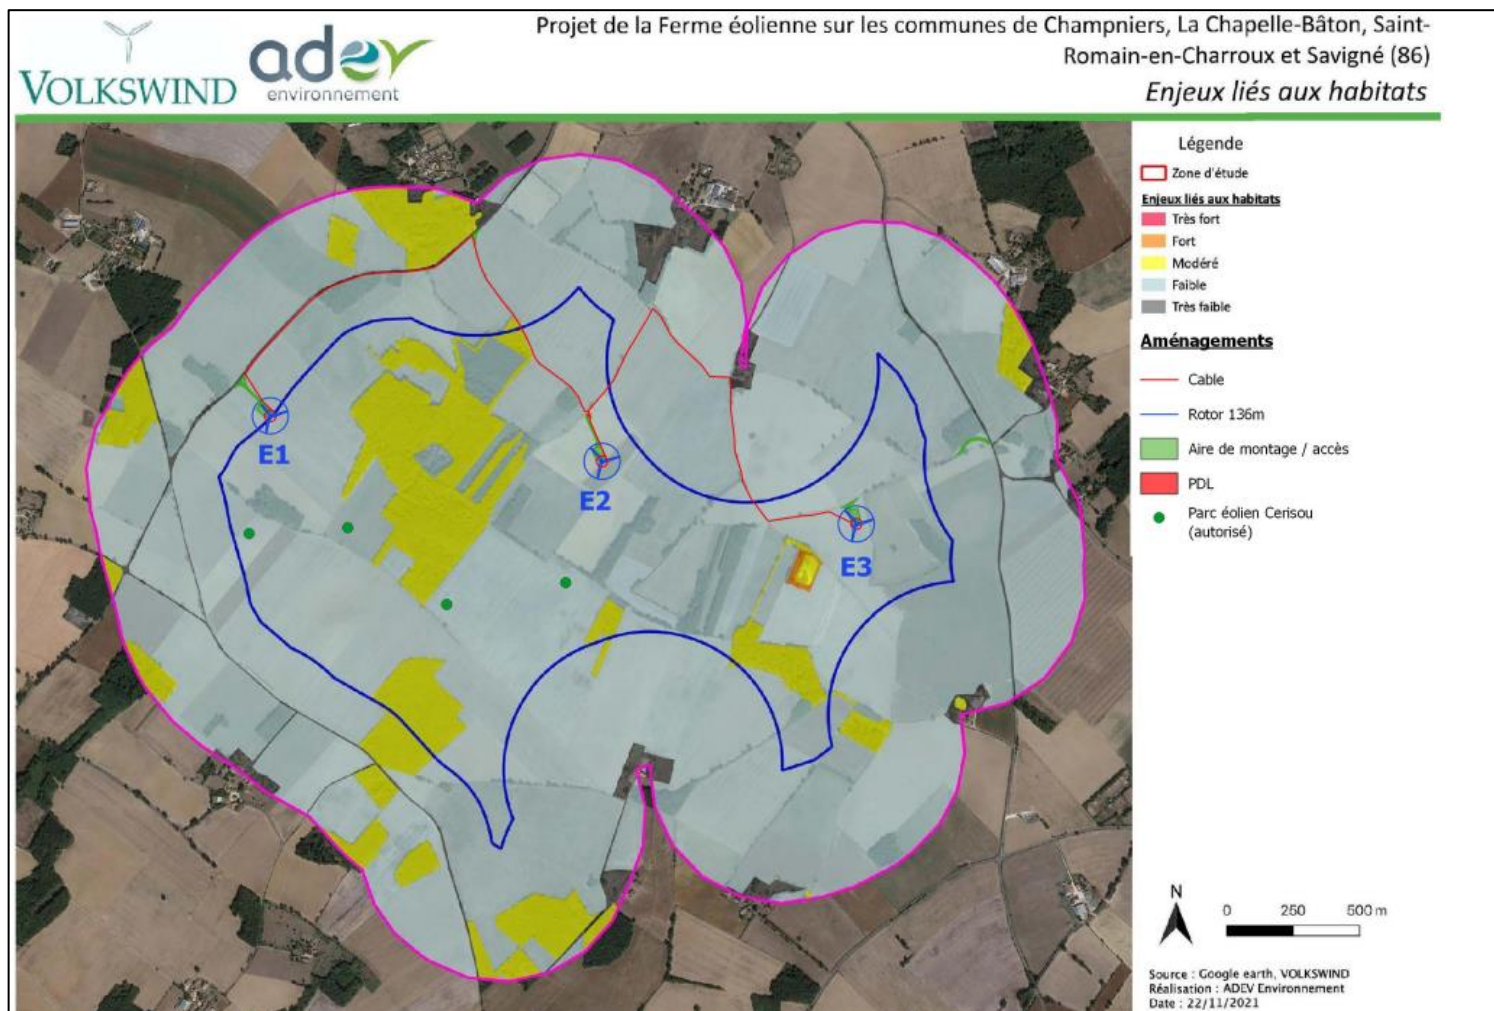 VOLKSWIND
adev
environnement
Projet de la Ferme éolienne sur les communes de Champniers, La Chapelle-Bâton, Saint-
Romain-en-Charroux et Savigné (86)
Enjeux liés aux habitats
Légende
Zone d'étude
Enjeux liés aux habitats
Très fort
Fort
Modéré
Faible
Très faible
Aménagements
Cable
Rotor 136m
Aire de montage / accès
PDL
Parc éolien Cerisou
(autorisé)
E1
E2
E3
N
0 250 500 m
Source : Google earth, VOLKSWIND
Réalisation : ADEV Environnement
Date : 22/11/2021